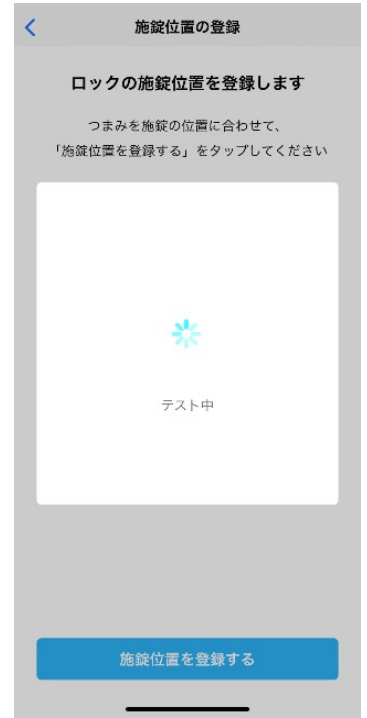 施錠位置の登録
ロックの施錠位置を登録します
つまみを施錠の位置に合わせて、
「施錠位置を登録する」をタップしてください
テスト中
施錠位置を登録する